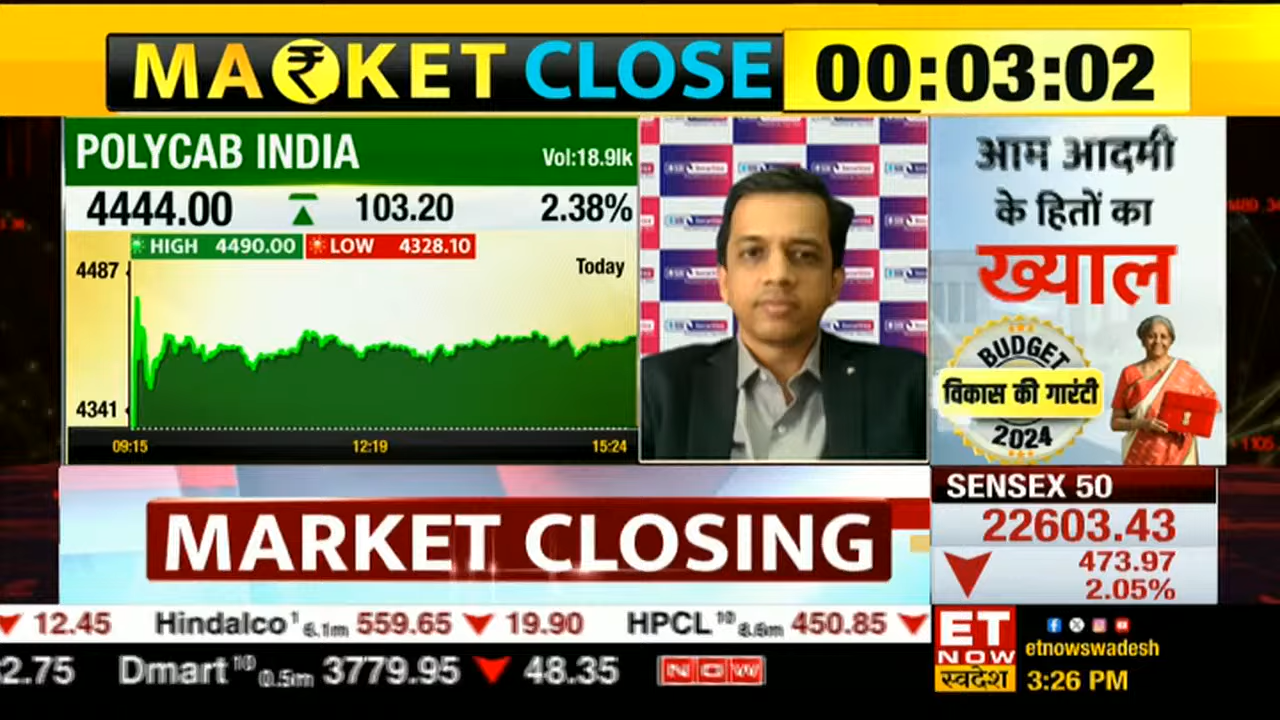 MA₹KET CLOSE 00:03:02
POLYCAB INDIA Vol:18.9lk
4444.00 103.20 2.38%
HIGH 4490.00 LOW 4328.10
Today
4487
4341
09:15 12:19 15:24
आम आदमी
के हितों का
ख्याल
BUDGET
विकास की गारंटी
2024
MARKET CLOSING
SENSEX 50
22603.43
473.97
2.05%
12.45 Hindalco 1 6.1m 559.65 19.90 HPCL 10 8.6m 450.85
2.75 Dmart 10 0.5m 3779.95 48.35 NOW
ET
NOW
स्वदेश
etnowswadesh
3:26 PM